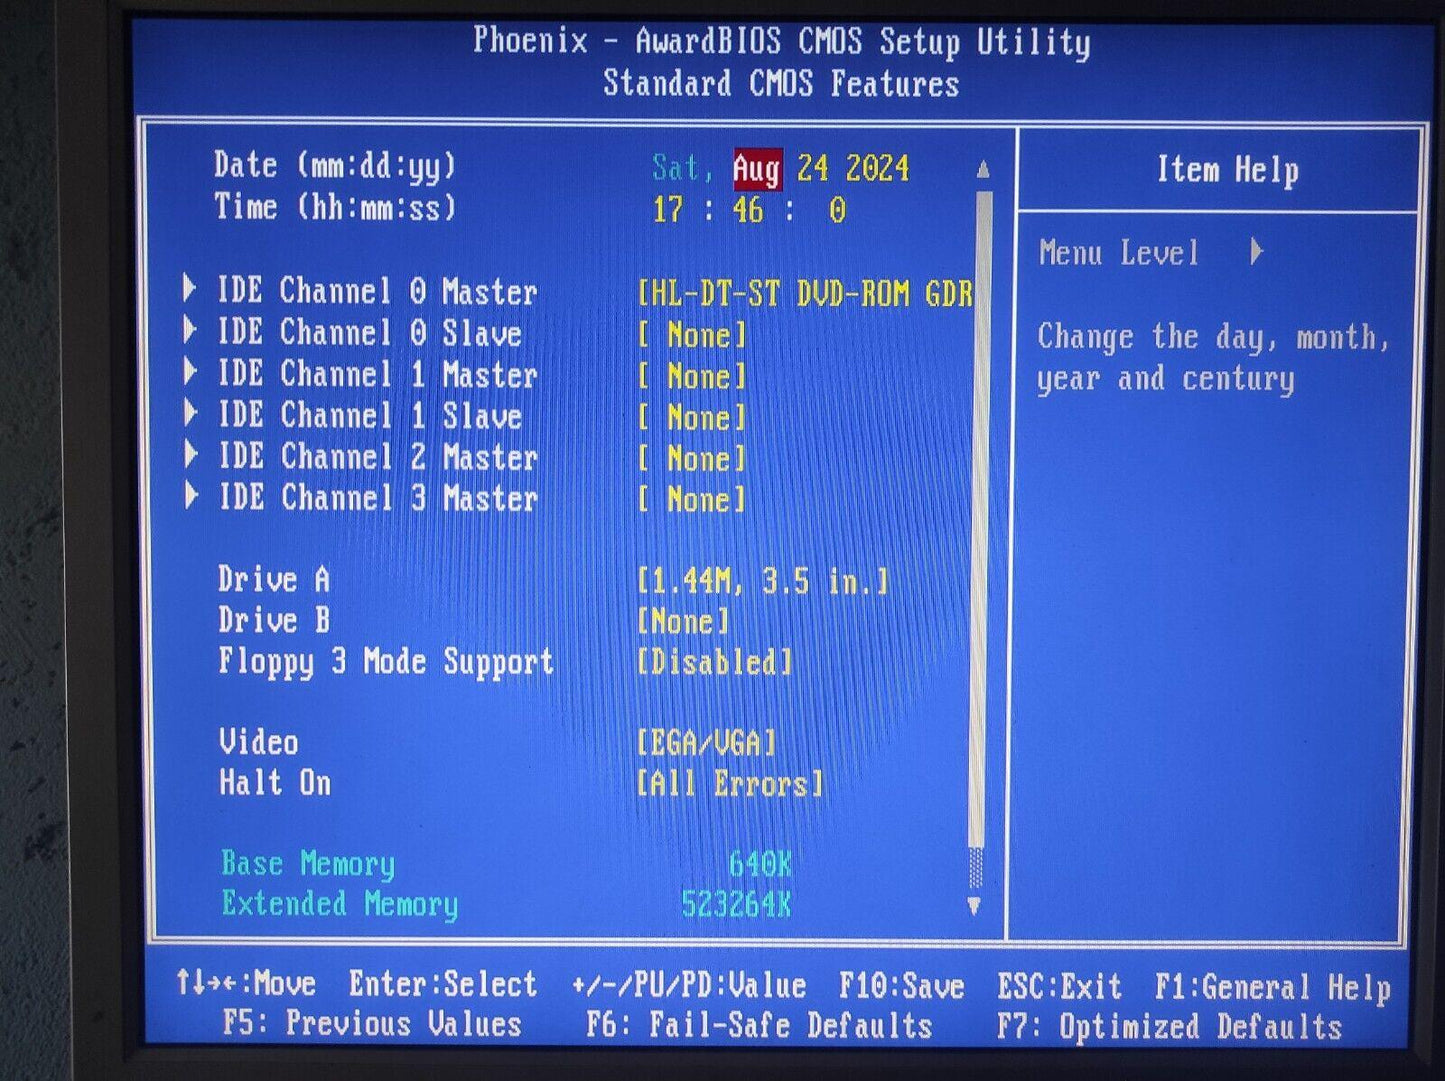 Phoenix - AwardBIOS CMOS Setup Utility
Standard CMOS Features
Date (mm:dd:yy) Sat, Aug 24 2024
Time (hh:mm:ss) 17 : 46 : 0
IDE Channel 0 Master [HL-DT-ST DVD-ROM GDR
IDE Channel 0 Slave [ None]
IDE Channel 1 Master [ None]
IDE Channel 1 Slave [ None]
IDE Channel 2 Master [ None]
IDE Channel 3 Master [ None]
Drive A [1.44M, 3.5 in.]
Drive B [None]
Floppy 3 Mode Support [Disabled]
Video [EGA/VGA]
Halt On [All Errors]
Base Memory 640K
Extended Memory 523264K
Item Help
Menu Level
Change the day, month,
year and century
↑↓→←:Move Enter:Select +/-/PU/PD:Value F10:Save ESC:Exit F1:General Help
F5: Previous Values F6: Fail-Safe Defaults F7: Optimized Defaults